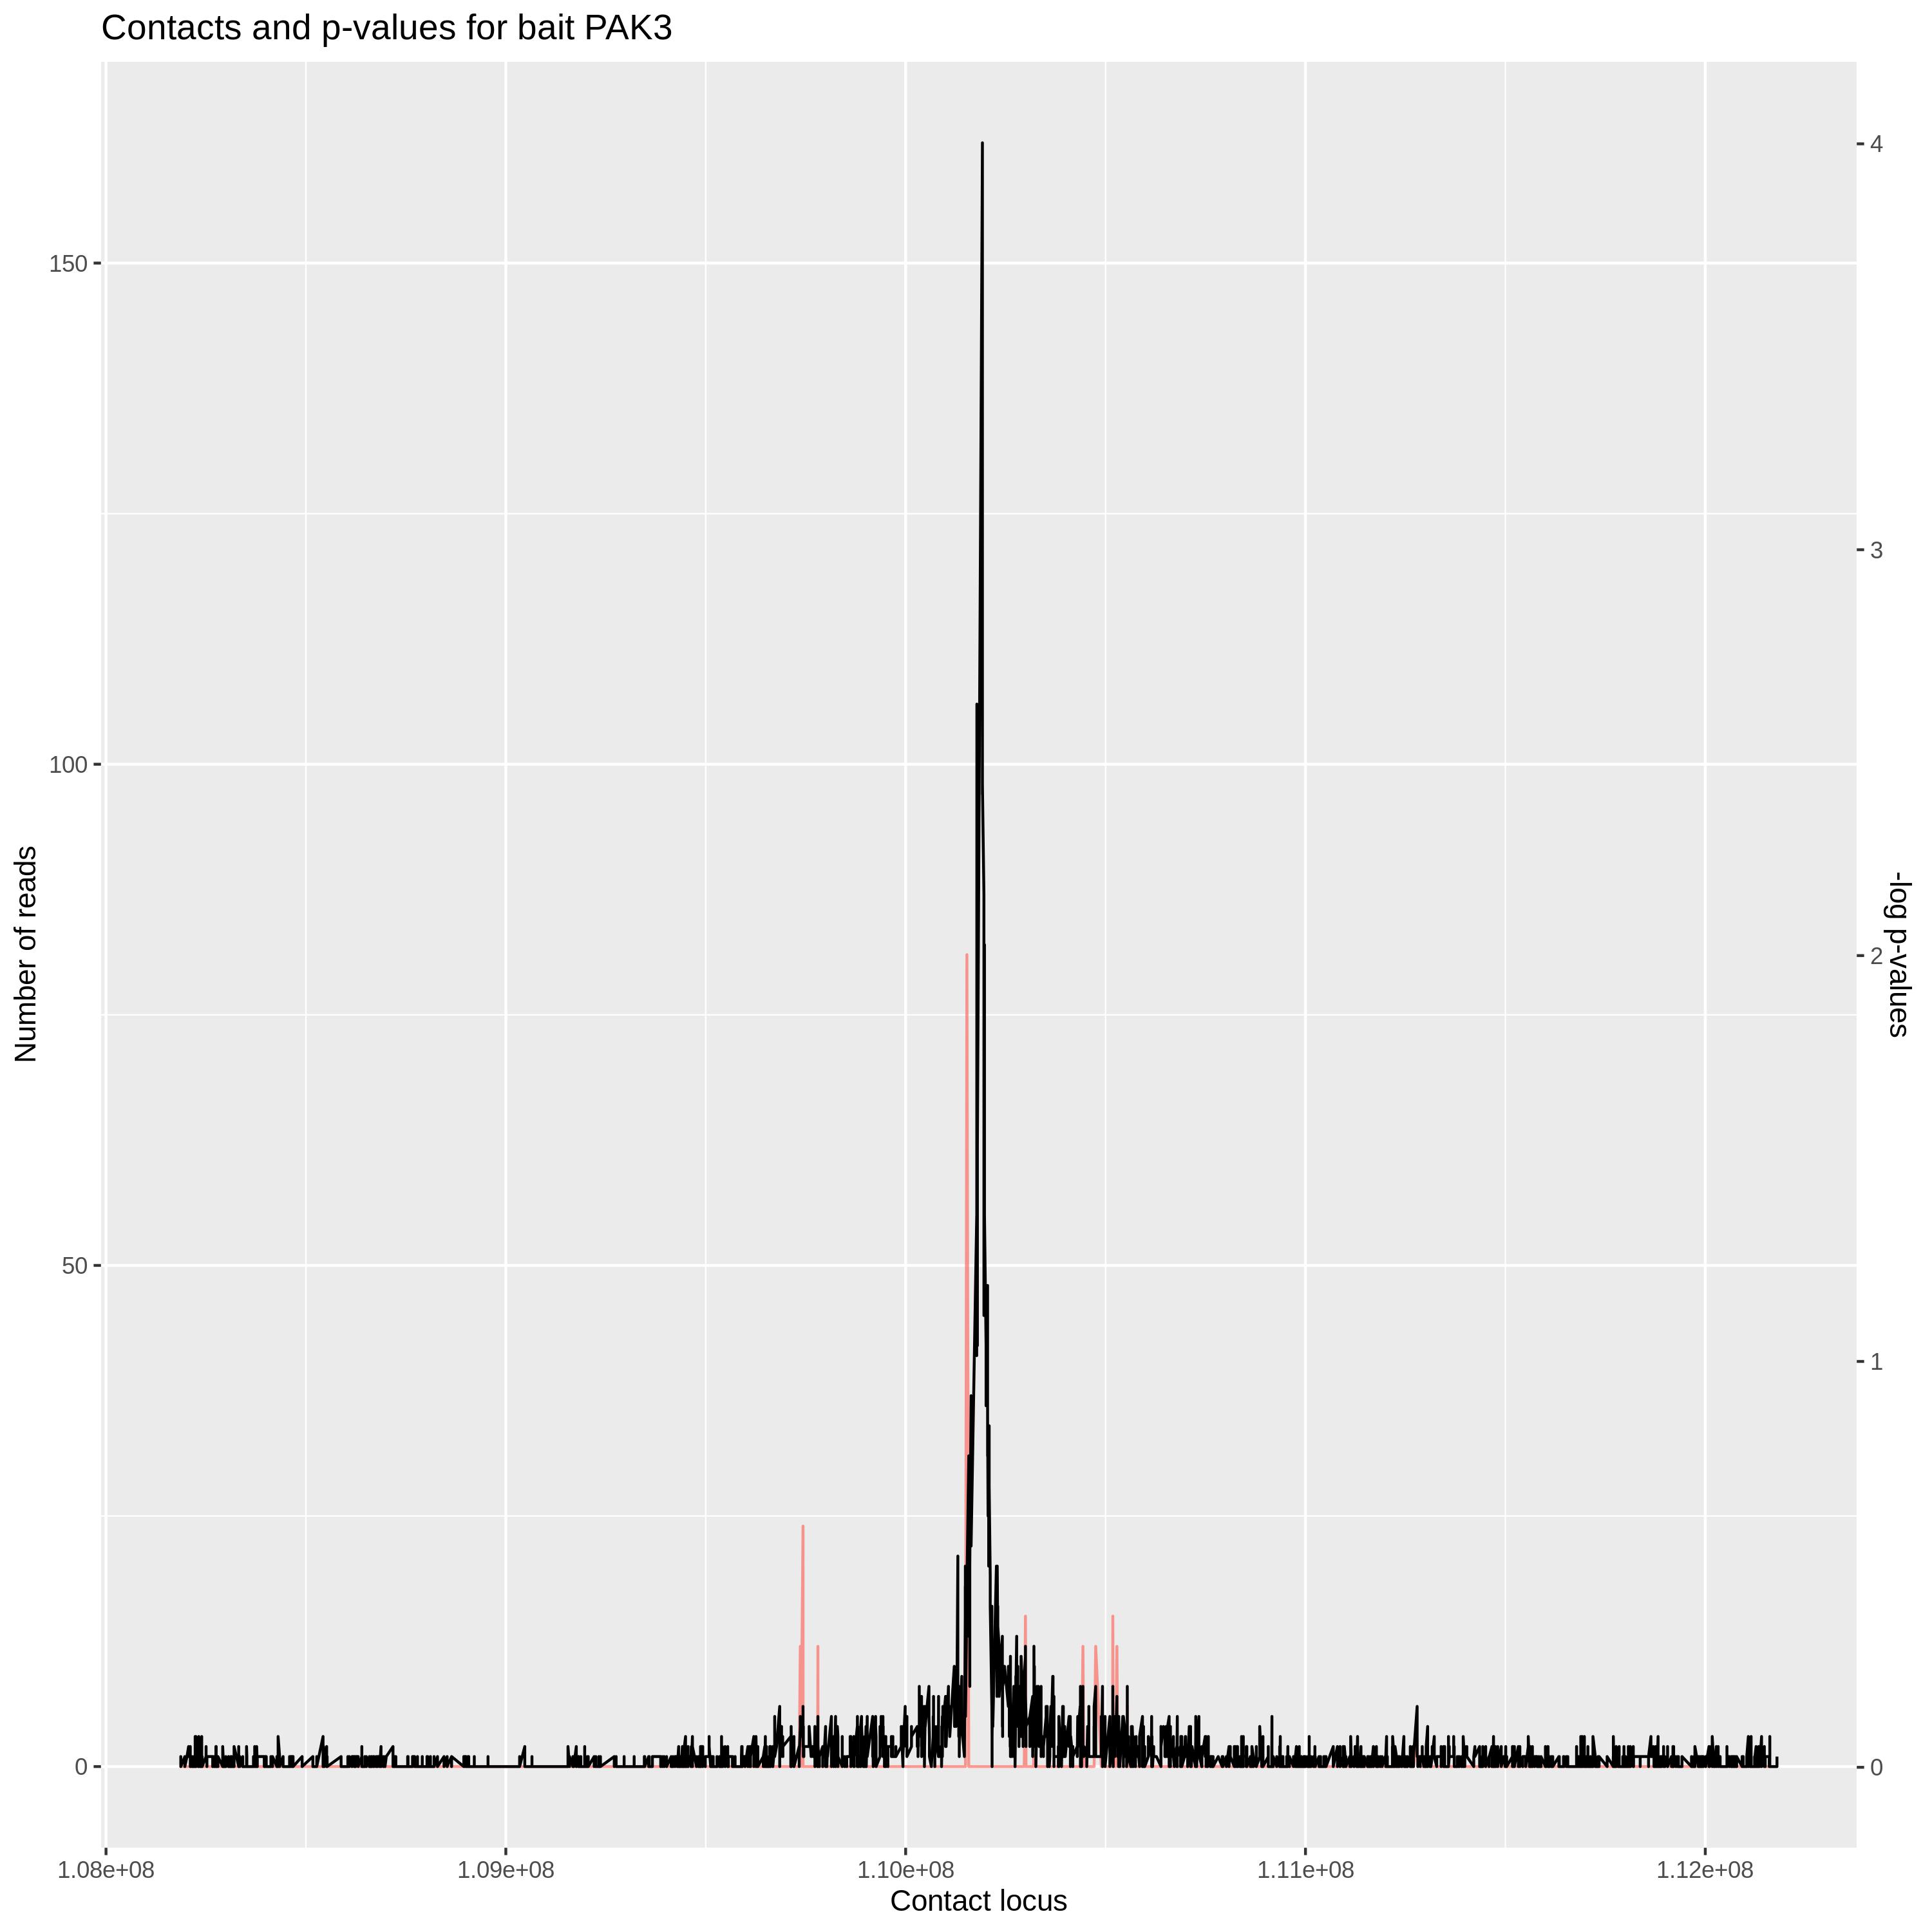 Contacts and p-values for bait PAK3
Number of reads
150
100
50
0
4
3
2
1
0
-log p-values
1.08e+08
1.09e+08
1.10e+08
1.11e+08
1.12e+08
Contact locus